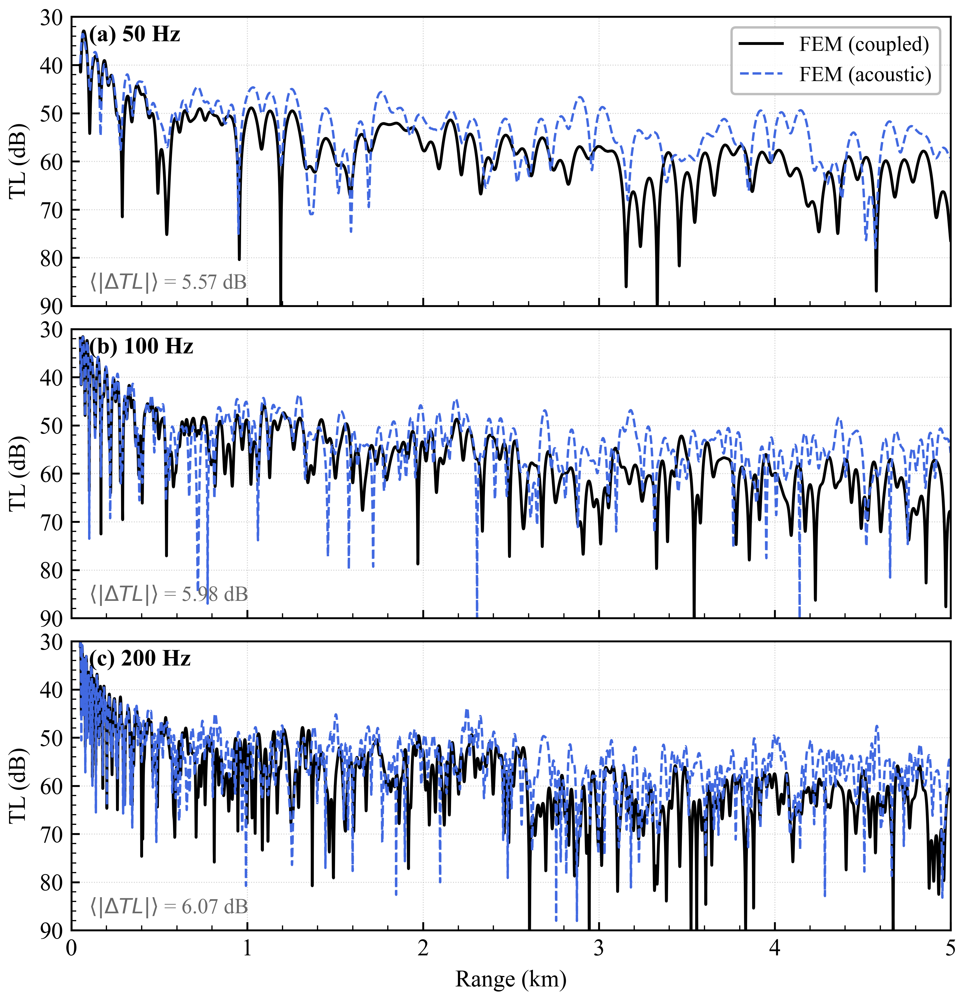 30
40
50
60
70
80
90
TL (dB)
(a) 50 Hz
FEM (coupled)
FEM (acoustic)
⟨|ΔTL|⟩ = 5.57 dB
30
40
50
60
70
80
90
TL (dB)
(b) 100 Hz
⟨|ΔTL|⟩ = 5.98 dB
30
40
50
60
70
80
90
TL (dB)
(c) 200 Hz
⟨|ΔTL|⟩ = 6.07 dB
0 1 2 3 4 5
Range (km)